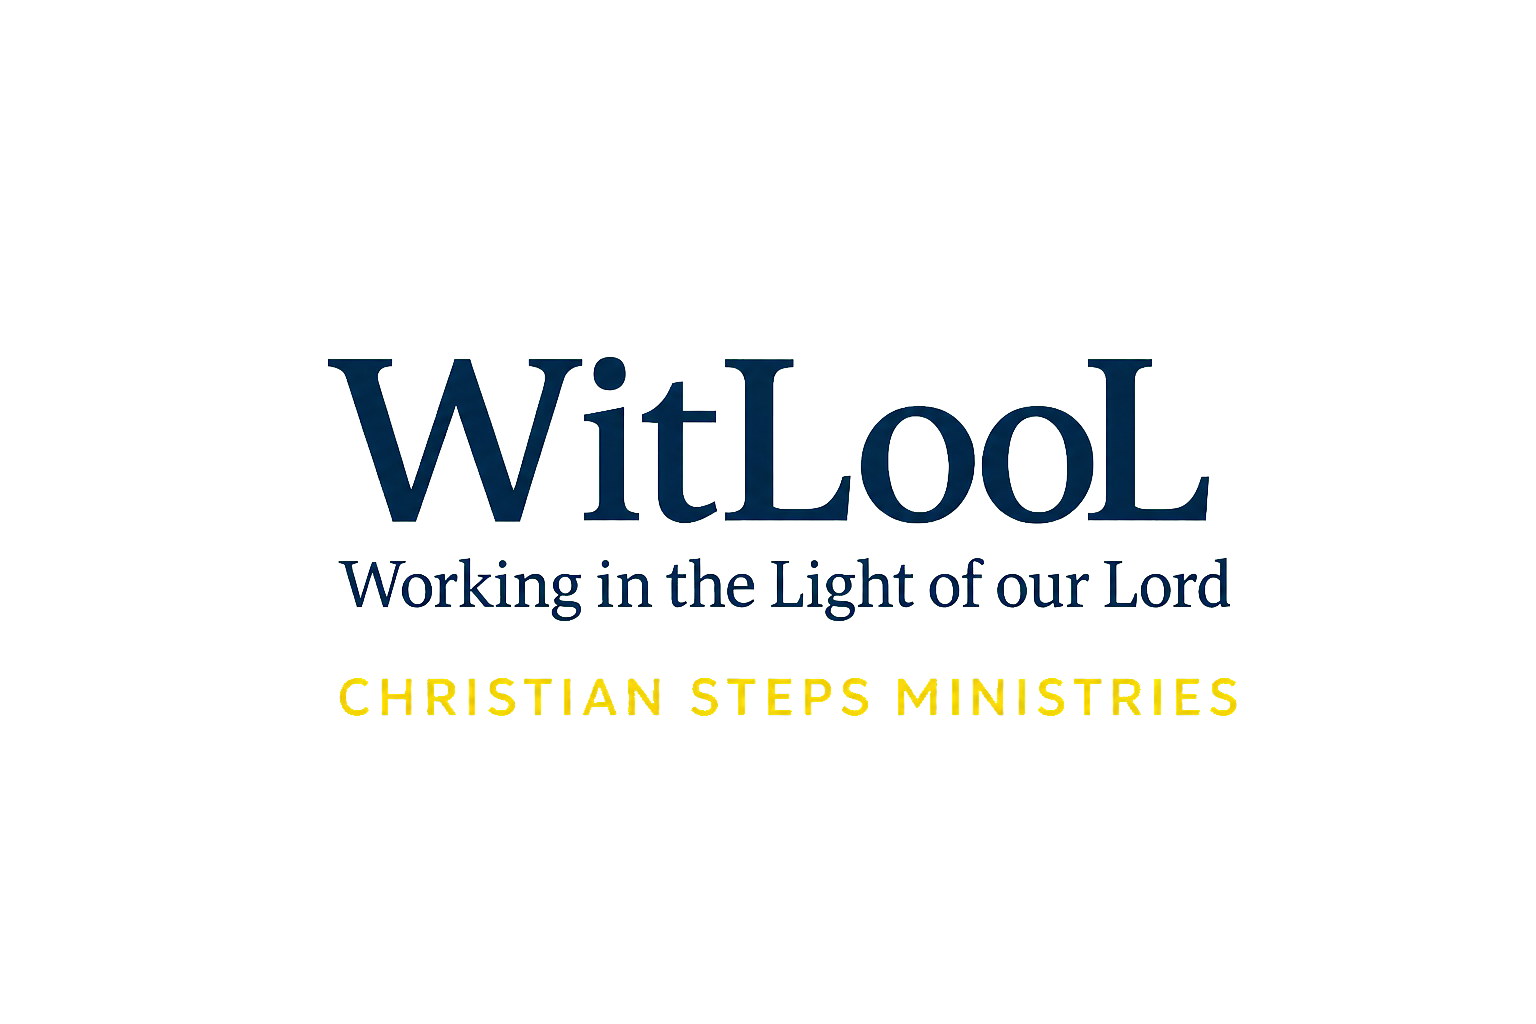 WitLooL
Working in the Light of our Lord
CHRISTIAN STEPS MINISTRIES